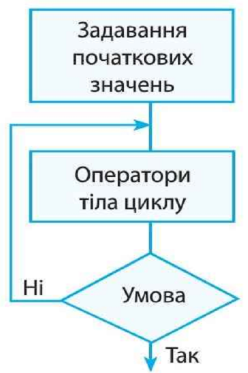 Задавання
початкових
значень
Оператори
тіла циклу
Умова
Ні
Так